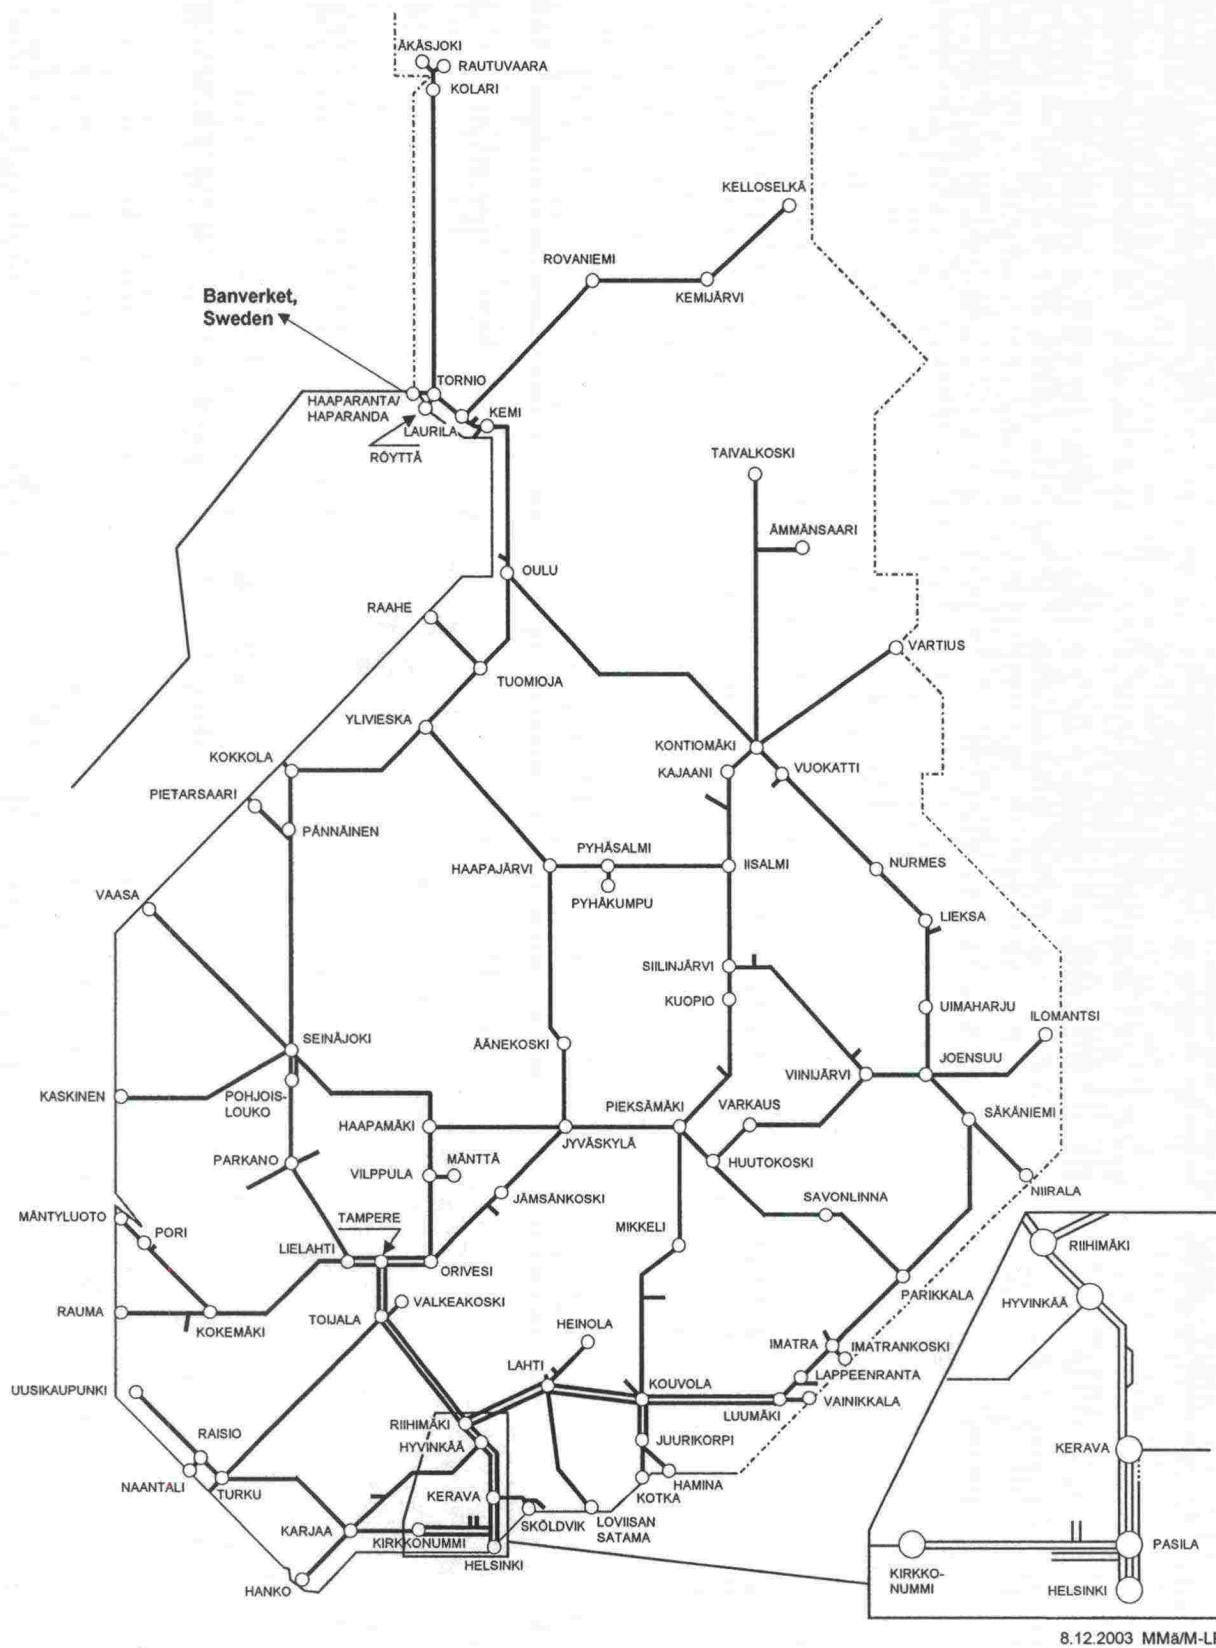 ÄKÄSJOKI
RAUTUVAARA
KOLARI
KELLOSELKÄ
ROVANIEMI
KEMIJÄRVI
Banverket,
Sweden
TORNIO
HAAPARANTA/
HAPARANDA
KEMI
LAURILA
RÖYTTÄ
TAIVALKOSKI
ÄMMÄNSAARI
OULU
RAAHE
VARTIUS
TUOMIOJA
YLIVIESKA
KONTIOMÄKI
KOKKOLA
KAJAANI
VUOKATTI
PIETARSAARI
PÄNNÄINEN
PYHÄSALMI
HAAPAJÄRVI
IISALMI
NURMES
VAASA
PYHÄKUMPU
LIEKSA
SIILINJÄRVI
KUOPIO
UIMAHARJU
ILOMANTSI
SEINÄJOKI
ÄÄNEKOSKI
JOENSUU
VIINIJÄRVI
KASKINEN
POHJOIS-
LOUKO
PIEKSÄMÄKI
VARKAUS
SÄKÄNIEMI
HAAPAMÄKI
JYVÄSKYLÄ
PARKANO
VILPPULA
MÄNTTÄ
HUUTOKOSKI
NIIRALA
JÄMSÄNKOSKI
SAVONLINNA
MÄNTYLUOTO
TAMPERE
PORI
MIKKELI
LIELAHTI
ORIVESI
RIIHIMÄKI
PARIKKALA
VALKEAKOSKI
HYVINKÄÄ
RAUMA
KOKEMÄKI
TOIJALA
HEINOLA
IMATRA
IMATRANKOSKI
LAHTI
LAPPEENRANTA
UUSIKAUPUNKI
KOUVOLA
LUUMÄKI
VAINIKKALA
RIIHIMÄKI
RAISIO
HYVINKÄÄ
JUURIKORPI
KERAVA
NAANTALI
TURKU
HAMINA
KERAVA
KOTKA
SKÖLDVIK
LOVIISAN
SATAMA
KARJAA
KIRKKONUMMI
PASILA
HELSINKI
KIRKKO-
NUMMI
HELSINKI
HANKO
8.12.2003 MMä/M-LI